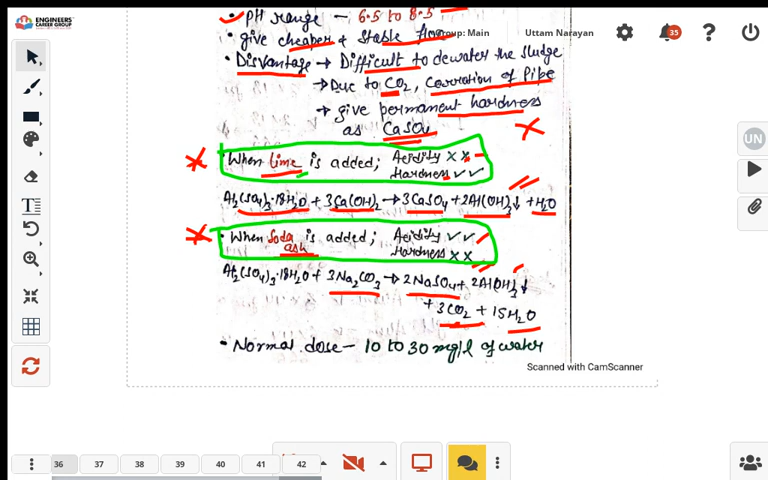 ENGINEERS
CAREER GROUP
• PH range - 6.5 to 8.5
Group: Main
Uttam Narayan
35
• give cheaper & stable floc
• Disvantage → Difficult to dewater the sludge
→ Due to CO2, Corrosion of Pipe
→ give permanent hardness
as CaSO4
• When lime is added; Acidity XX
Hardness ✓✓
Al2(SO4)3.18H2O + 3Ca(OH)2 → 3CaSO4 + 2Al(OH)3↓ + H2O
• When Soda ash is added; Acidity ✓✓
Hardness XX
Al2(SO4)3.18H2O + 3Na2CO3 → 2NaSO4 + 2Al(OH)3↓
+ 3CO2 + 15H2O
• Normal dose - 10 to 30 mg/l of water
Scanned with CamScanner
UN
T
36 37 38 39 40 41 42